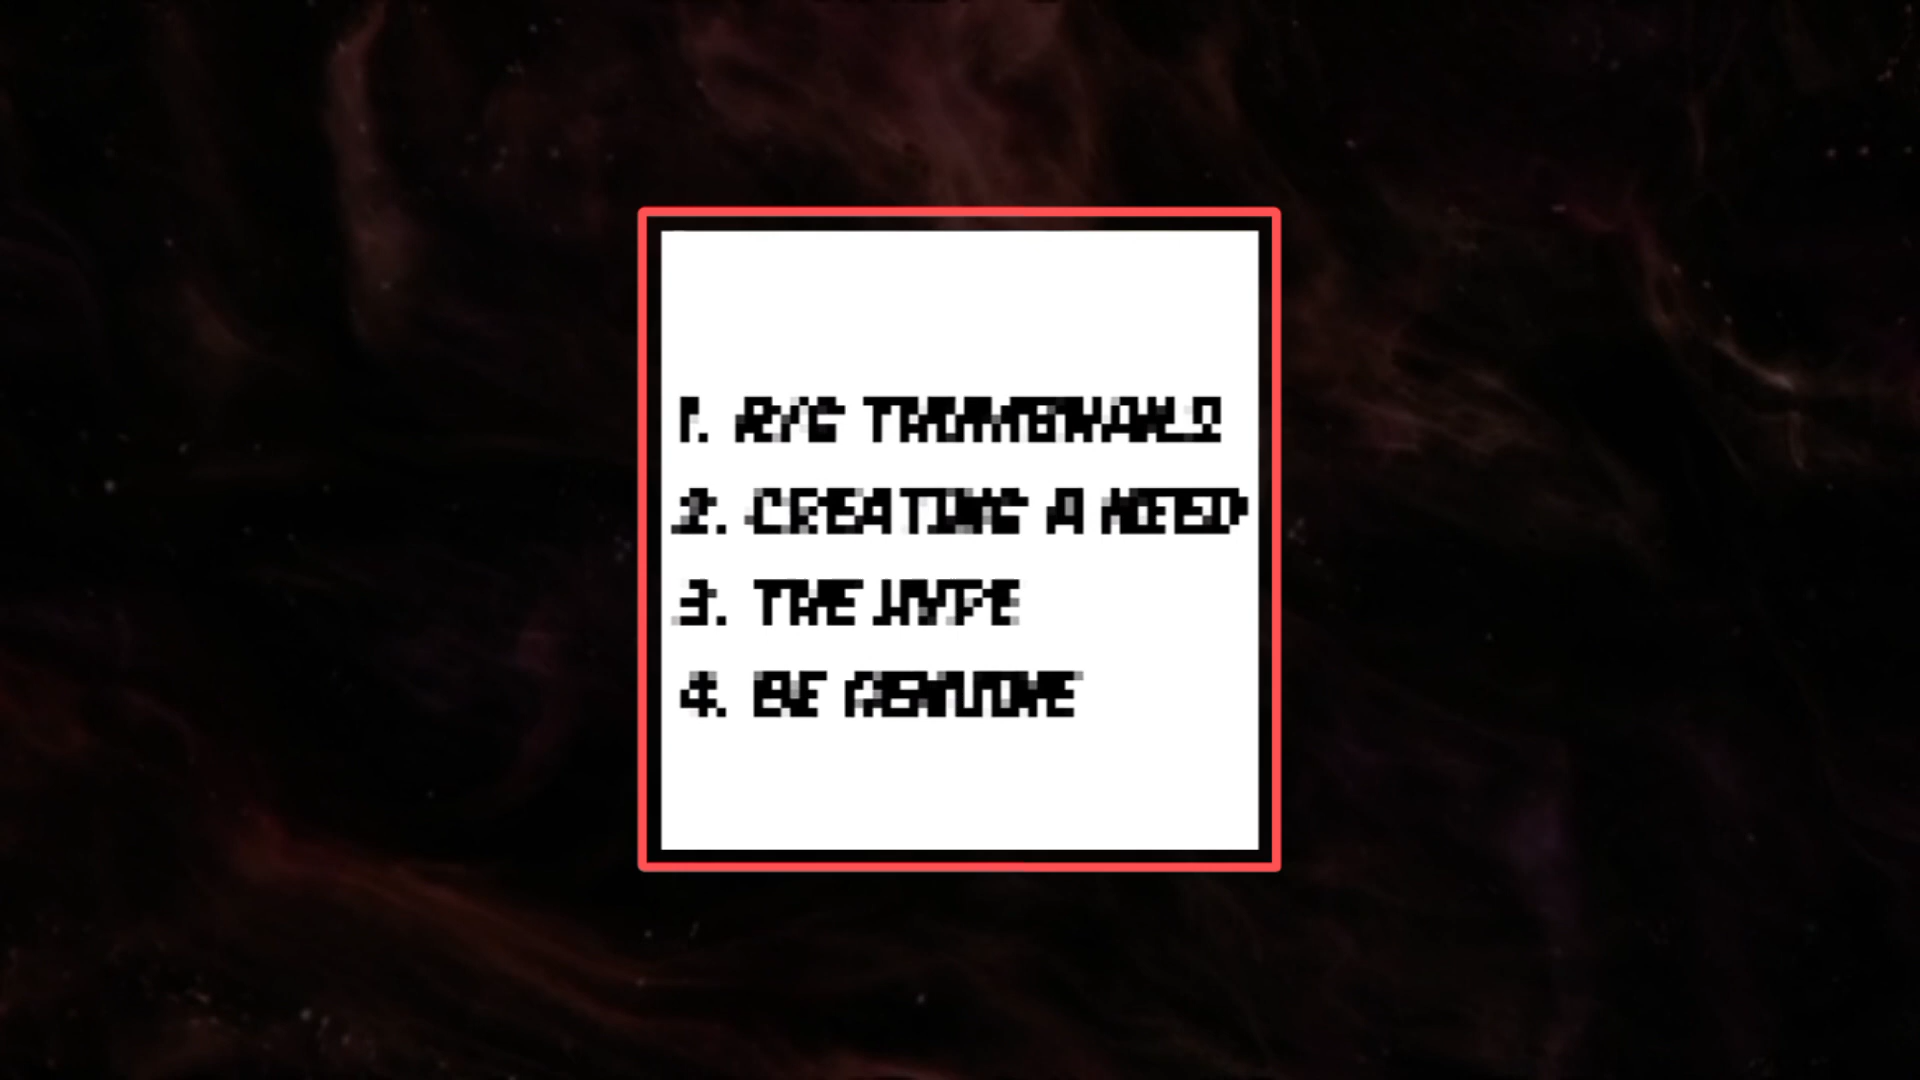 1. A/C THUMBNAILS
2. CREATING A NEED
3. THE HYPE
4. BE GENUINE